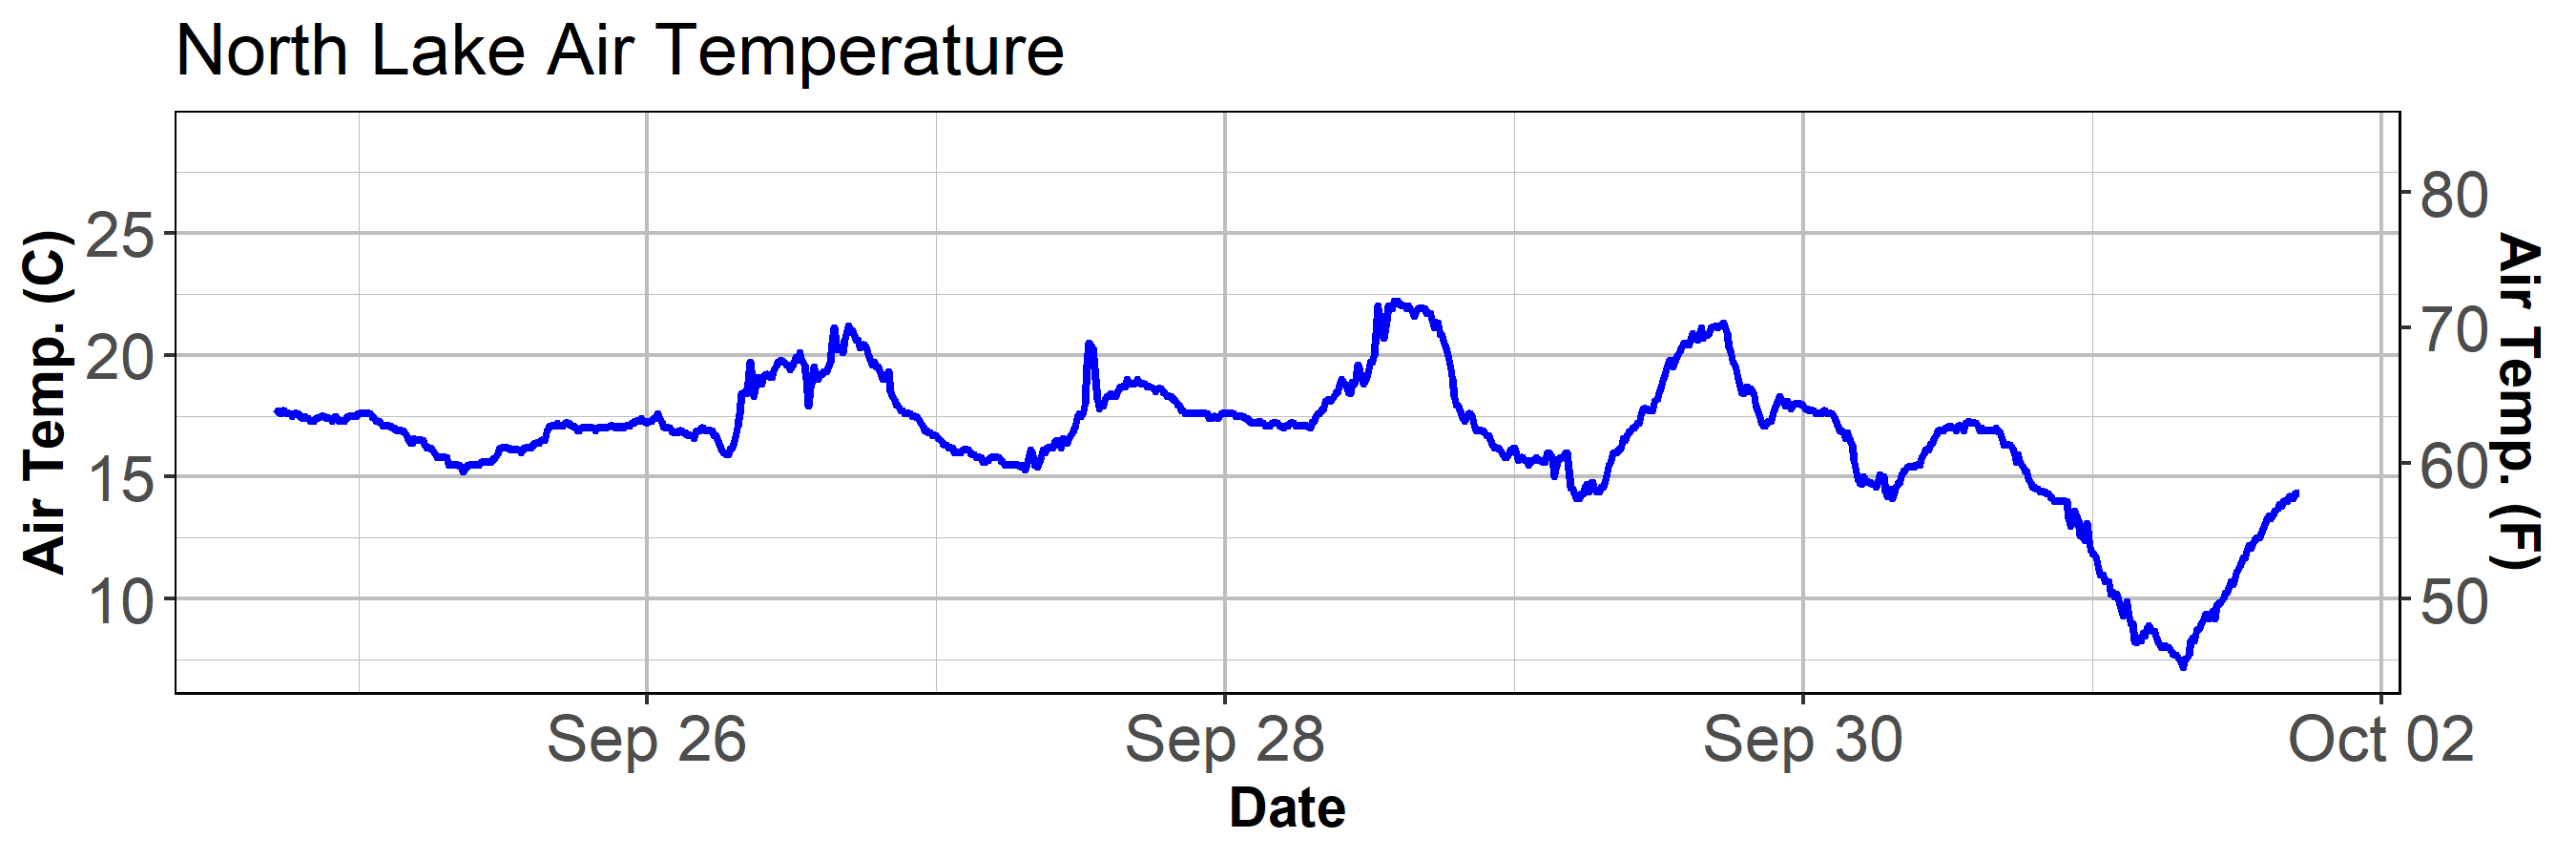 North Lake Air Temperature
Air Temp. (C)
25
20
15
10
80
70
60
50
Air Temp. (F)
Sep 26
Sep 28
Sep 30
Oct 02
Date